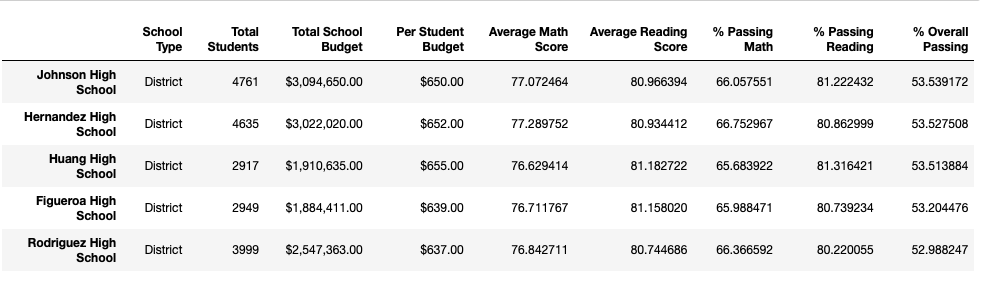 School Type Total Students Total School Budget Per Student Budget Average Math Score Average Reading Score % Passing Math % Passing Reading % Overall Passing
Johnson High School District 4761 $3,094,650.00 $650.00 77.072464 80.966394 66.057551 81.222432 53.539172
Hernandez High School District 4635 $3,022,020.00 $652.00 77.289752 80.934412 66.752967 80.862999 53.527508
Huang High School District 2917 $1,910,635.00 $655.00 76.629414 81.182722 65.683922 81.316421 53.513884
Figueroa High School District 2949 $1,884,411.00 $639.00 76.711767 81.158020 65.988471 80.739234 53.204476
Rodriguez High School District 3999 $2,547,363.00 $637.00 76.842711 80.744686 66.366592 80.220055 52.988247